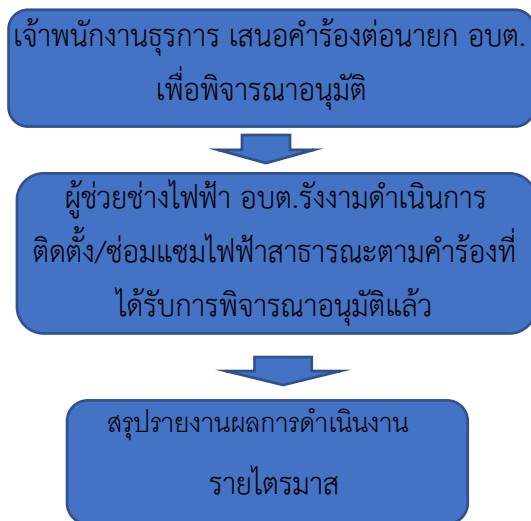 เจ้าพนักงานธุรการ เสนอคำร้องต่อนายก อบต.
เพื่อพิจารณาอนุมัติ
ผู้ช่วยช่างไฟฟ้า อบต.รังงามดำเนินการ
ติดตั้ง/ซ่อมแซมไฟฟ้าสาธารณะตามคำร้องที่
ได้รับการพิจารณาอนุมัติแล้ว
สรุปรายงานผลการดำเนินงาน
รายไตรมาส